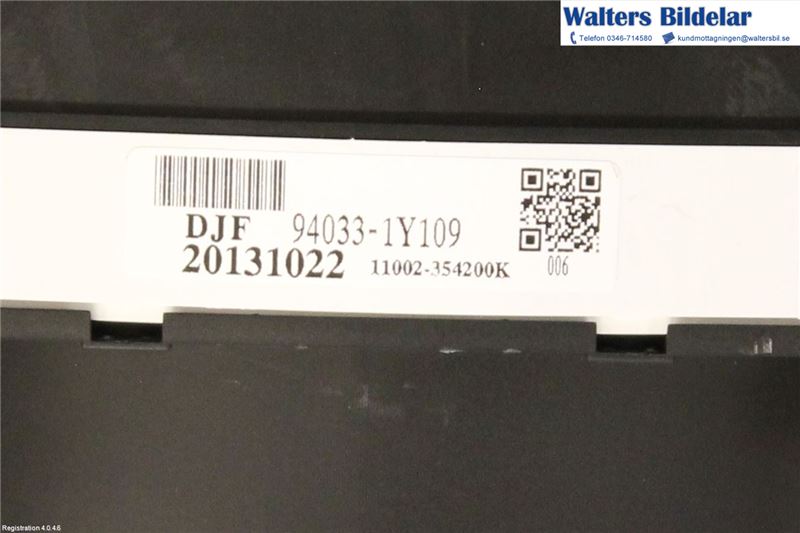 Walters Bildelar
Telefon 0346-714580 kundmottagningen@waltersbil.se
DJF 94033-1Y109
20131022 11002-354200K 006
Registration 4.0.4.6